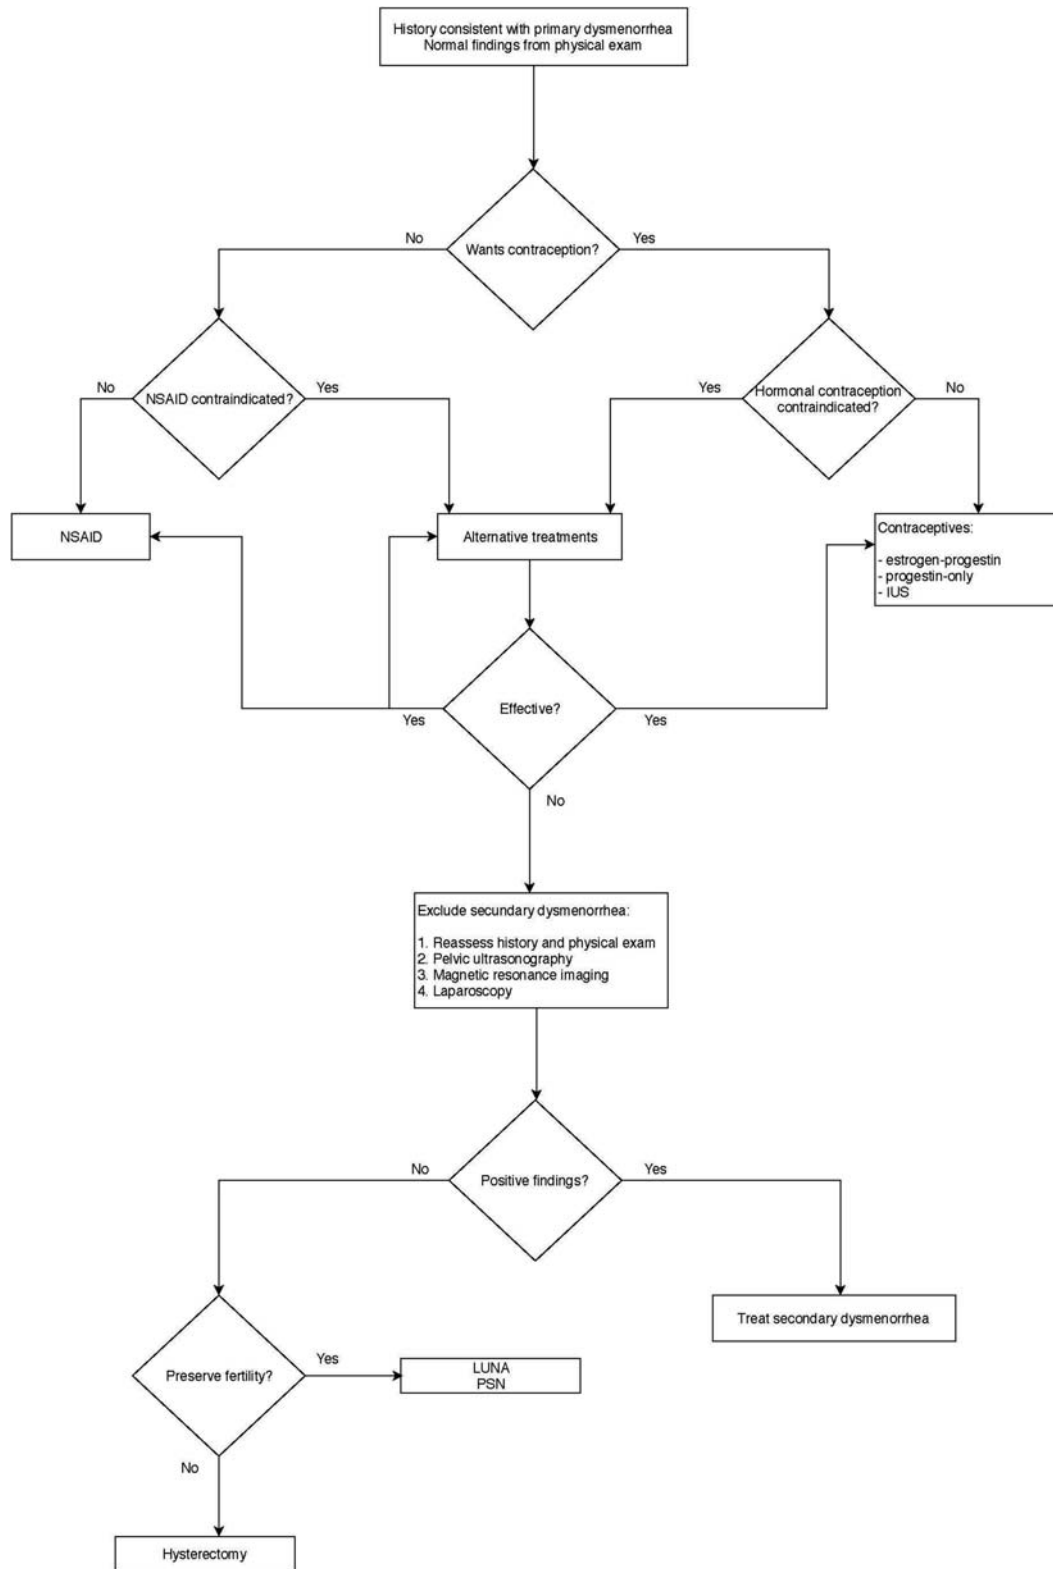 History consistent with primary dysmenorrhea
Normal findings from physical exam
Wants contraception?
No
Yes
NSAID contraindicated?
No
Yes
Hormonal contraception
contraindicated?
Yes
No
NSAID
Alternative treatments
Contraceptives:
- estrogen-progestin
- progestin-only
- IUS
Effective?
Yes
Yes
No
Exclude secundary dysmenorrhea:
1. Reassess history and physical exam
2. Pelvic ultrasonography
3. Magnetic resonance imaging
4. Laparoscopy
Positive findings?
No
Yes
Treat secondary dysmenorrhea
Preserve fertility?
Yes
LUNA
PSN
No
Hysterectomy